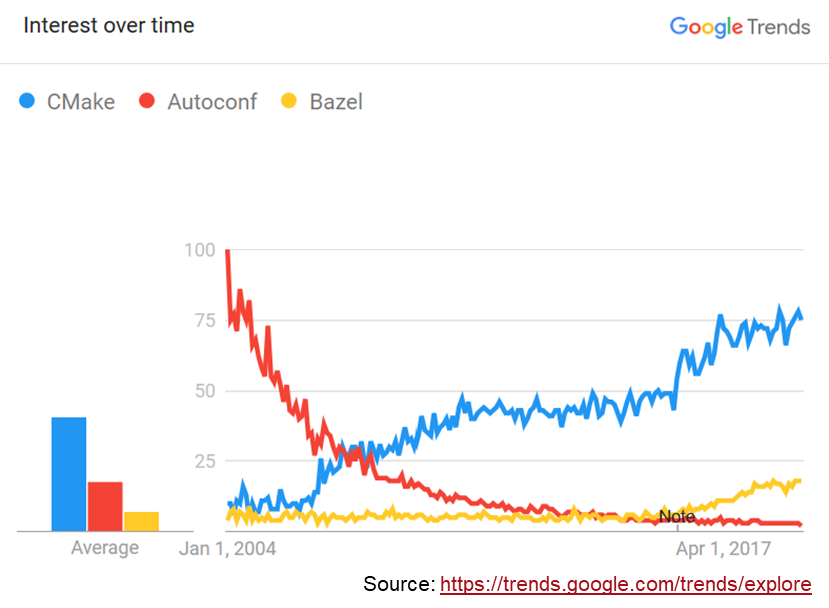 Interest over time
Google Trends
CMake Autoconf Bazel
100
75
50
25
Note
Average
Jan 1, 2004
Apr 1, 2017
Source: https://trends.google.com/trends/explore